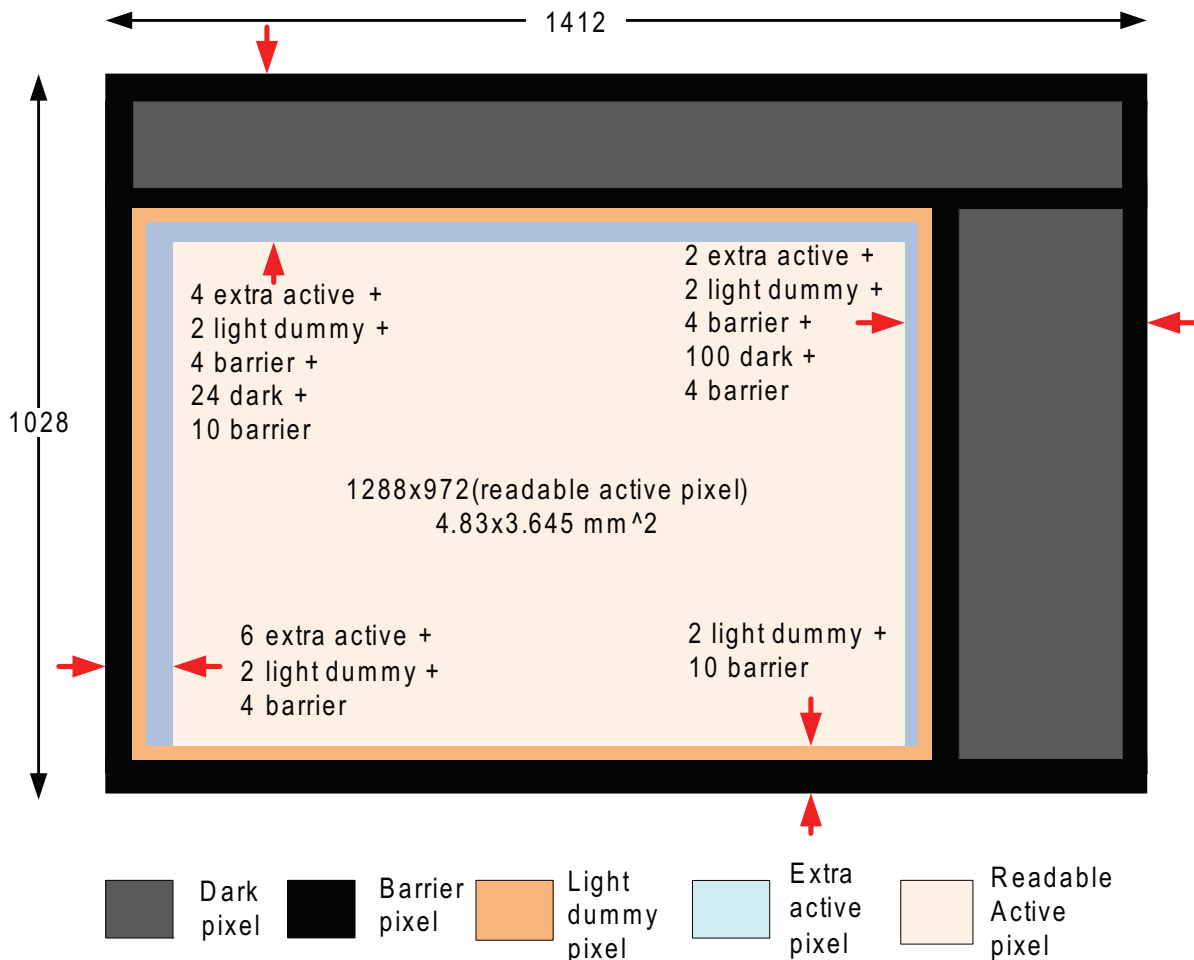 1412
1028
4 extra active +
2 light dummy +
4 barrier +
24 dark +
10 barrier
2 extra active +
2 light dummy +
4 barrier +
100 dark +
4 barrier
1288x972(readable active pixel)
4.83x3.645 mm^2
6 extra active +
2 light dummy +
4 barrier
2 light dummy +
10 barrier
Dark
pixel
Barrier
pixel
Light
dummy
pixel
Extra
active
pixel
Readable
Active
pixel